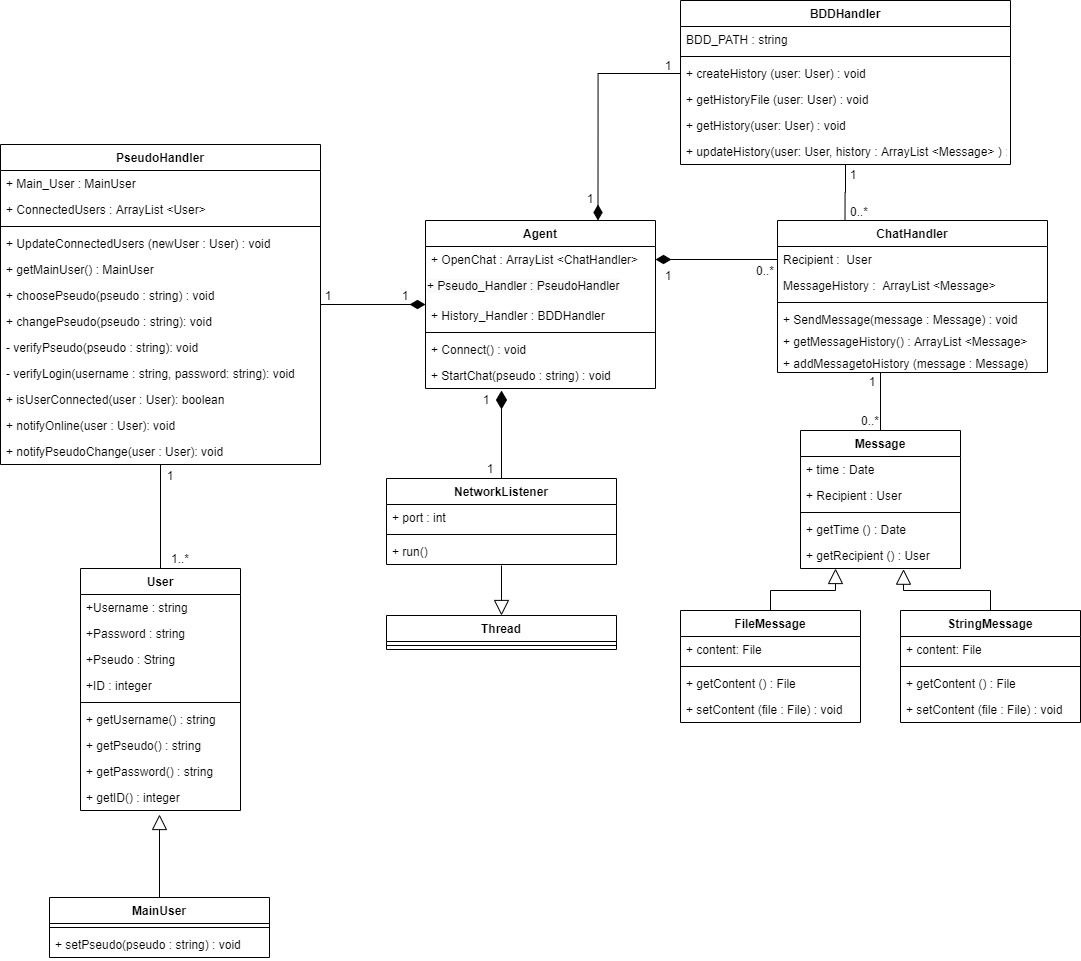 BDDHandler
BDD_PATH : string
+ createHistory (user: User) : void
+ getHistoryFile (user: User) : void
+ getHistory(user: User) : void
+ updateHistory(user: User, history : ArrayList <Message> ) :
1
1
1
0..*
PseudoHandler
+ Main_User : MainUser
+ ConnectedUsers : ArrayList <User>
+ UpdateConnectedUsers (newUser : User) : void
+ getMainUser() : MainUser
+ choosePseudo(pseudo : string) : void
+ changePseudo(pseudo : string): void
- verifyPseudo(pseudo : string): void
- verifyLogin(username : string, password: string): void
+ isUserConnected(user : User): boolean
+ notifyOnline(user : User): void
+ notifyPseudoChange(user : User): void
1
1
Agent
+ OpenChat : ArrayList <ChatHandler>
+ Pseudo_Handler : PseudoHandler
+ History_Handler : BDDHandler
+ Connect() : void
+ StartChat(pseudo : string) : void
0..*
1
ChatHandler
Recipient : User
MessageHistory : ArrayList <Message>
+ SendMessage(message : Message) : void
+ getMessageHistory() : ArrayList <Message>
+ addMessagetoHistory (message : Message)
1
0..*
1
1
NetworkListener
+ port : int
+ run()
Thread
Message
+ time : Date
+ Recipient : User
+ getTime () : Date
+ getRecipient () : User
FileMessage
+ content: File
+ getContent () : File
+ setContent (file : File) : void
StringMessage
+ content: File
+ getContent () : File
+ setContent (file : File) : void
1
1..*
User
+Username : string
+Password : string
+Pseudo : String
+ID : integer
+ getUsername() : string
+ getPseudo() : string
+ getPassword() : string
+ getID() : integer
MainUser
+ setPseudo(pseudo : string) : void